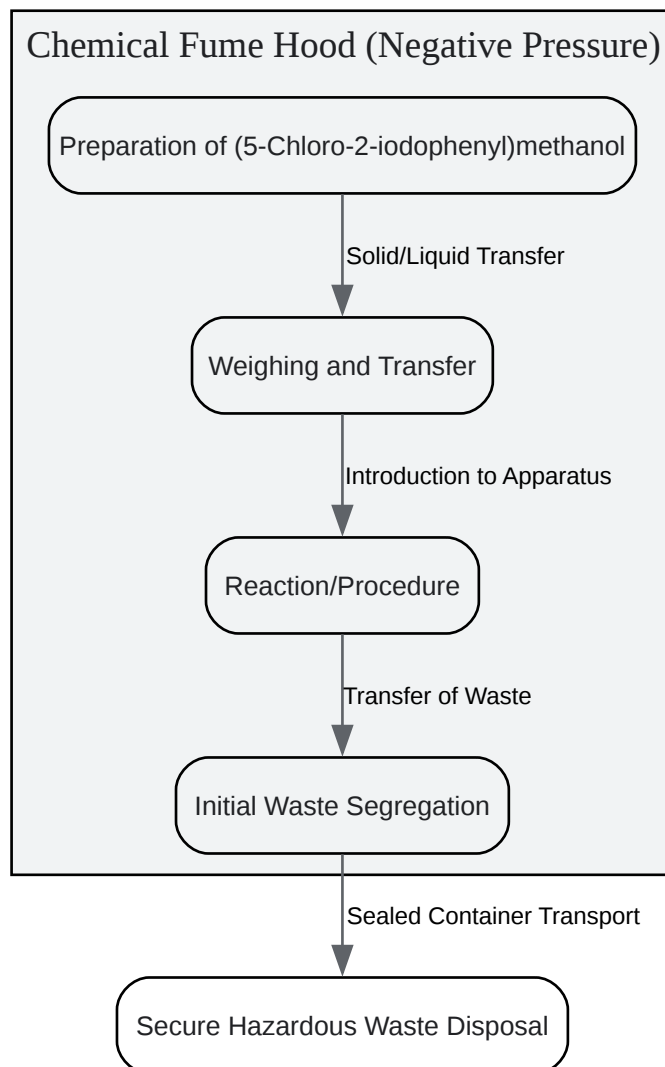 Chemical Fume Hood (Negative Pressure)
Preparation of (5-Chloro-2-iodophenyl)methanol
Solid/Liquid Transfer
Weighing and Transfer
Introduction to Apparatus
Reaction/Procedure
Transfer of Waste
Initial Waste Segregation
Sealed Container Transport
Secure Hazardous Waste Disposal